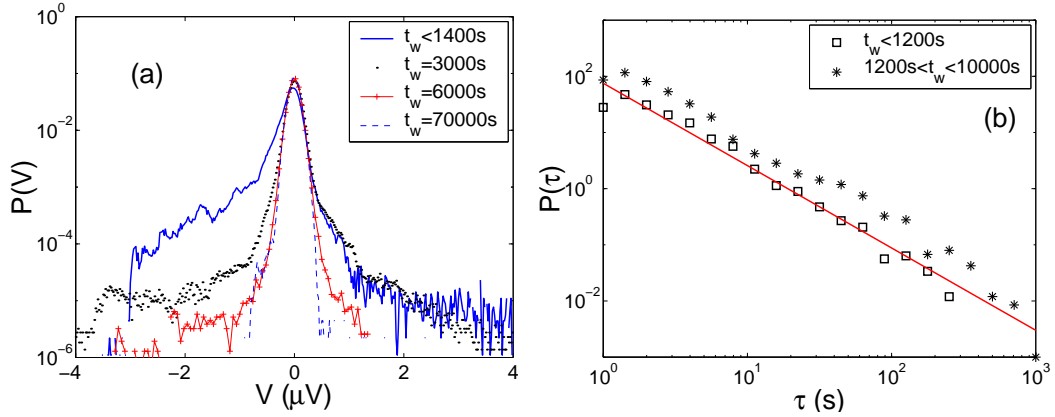 (a)
t_w<1400s
t_w=3000s
t_w=6000s
t_w=70000s
P(V)
10^0
10^−2
10^−4
10^−6
−4 −2 0 2 4
V (μV)
(b)
t_w<1200s
1200s<t_w<10000s
P(τ)
10^2
10^0
10^−2
10^0 10^1 10^2 10^3
τ (s)